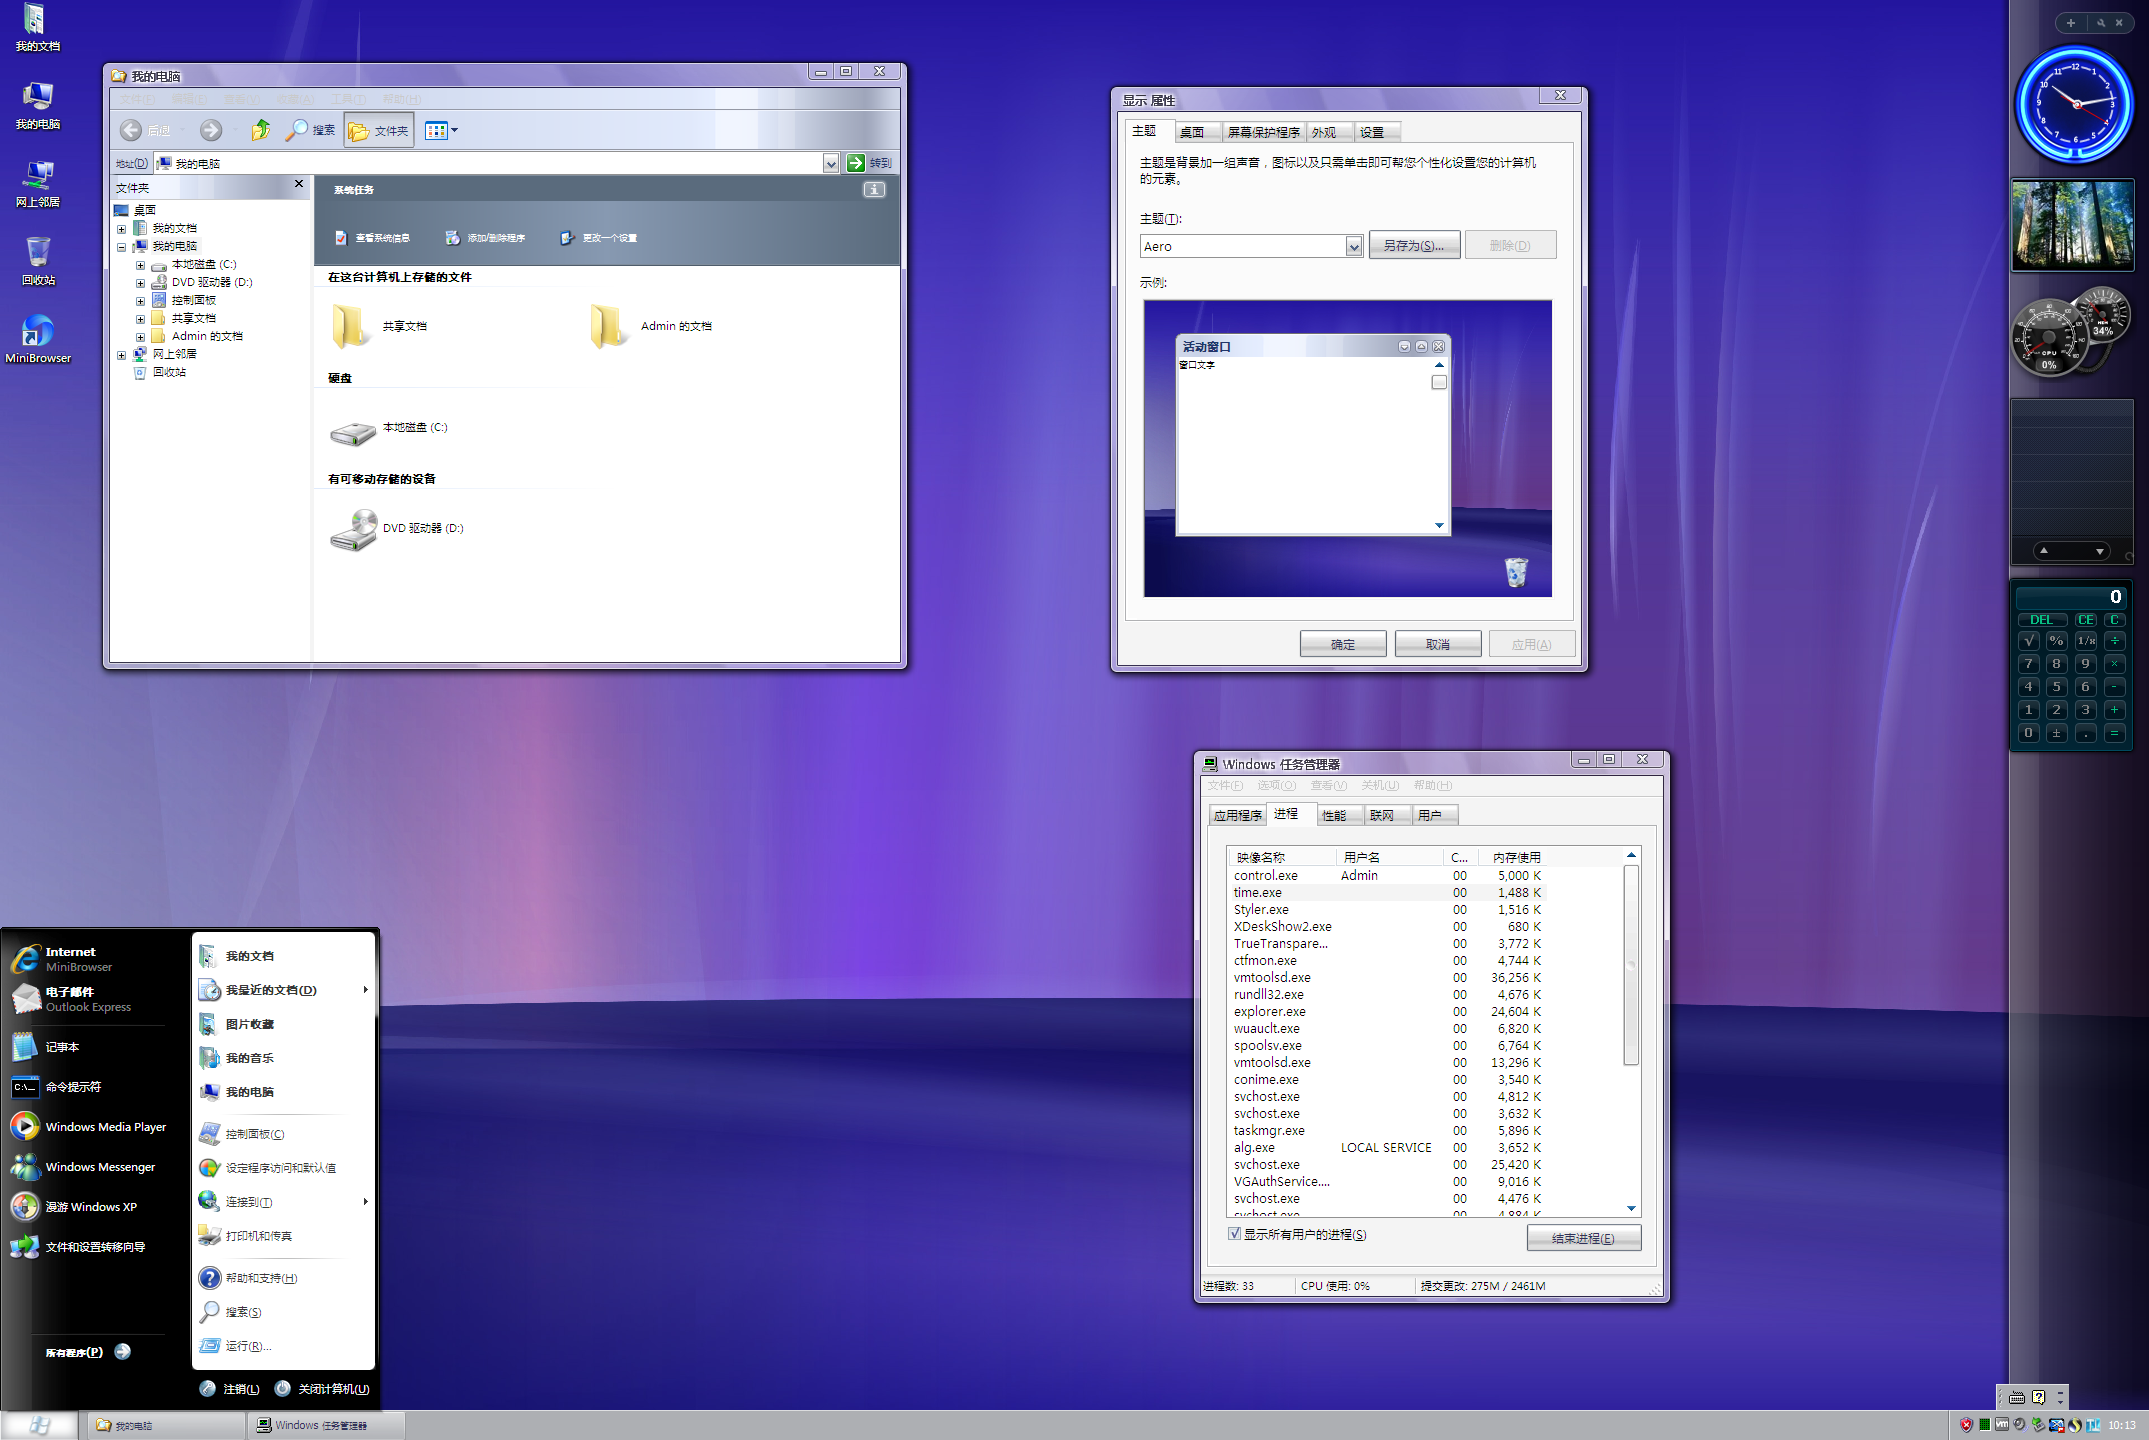 我的文档
我的电脑
网上邻居
回收站
MiniBrowser
我的电脑
文件(F) 编辑(E) 查看(V) 收藏(A) 工具(T) 帮助(H)
后退 搜索 文件夹
地址(D) 我的电脑 转到
文件夹
桌面
我的文档
我的电脑
本地磁盘 (C:)
DVD 驱动器 (D:)
控制面板
共享文档
Admin 的文档
网上邻居
回收站
系统任务
查看系统信息 添加/删除程序 更改一个设置
在这台计算机上存储的文件
共享文档 Admin 的文档
硬盘
本地磁盘 (C:)
有可移动存储的设备
DVD 驱动器 (D:)
显示 属性
主题 桌面 屏幕保护程序 外观 设置
主题是背景加一组声音，图标以及只需单击即可帮您个性化设置您的计算机
的元素。
主题(T):
Aero 另存为(S)... 删除(D)
示例:
活动窗口
窗口文字
确定 取消 应用(A)
Windows 任务管理器
文件(F) 选项(O) 查看(V) 关机(U) 帮助(H)
应用程序 进程 性能 联网 用户
映像名称 用户名 C... 内存使用
control.exe Admin 00 5,000 K
time.exe 00 1,488 K
Styler.exe 00 1,516 K
XDeskShow2.exe 00 680 K
TrueTranspare... 00 3,772 K
ctfmon.exe 00 4,744 K
vmtoolsd.exe 00 36,256 K
rundll32.exe 00 4,676 K
explorer.exe 00 24,604 K
wuauclt.exe 00 6,820 K
spoolsv.exe 00 6,764 K
vmtoolsd.exe 00 13,296 K
conime.exe 00 3,540 K
svchost.exe 00 4,812 K
svchost.exe 00 3,632 K
taskmgr.exe 00 5,896 K
alg.exe LOCAL SERVICE 00 3,652 K
svchost.exe 00 25,420 K
VGAuthService.... 00 9,016 K
svchost.exe 00 4,476 K
svchost.exe 00 4,884 K
显示所有用户的进程(S)
结束进程(E)
进程数: 33 CPU 使用: 0% 提交更改: 275M / 2461M
12 1 2 3 4 5 6 7 8 9 10 11
MEM
34%
CPU
0%
0
DEL CE C
√ % 1/x ÷
7 8 9 ×
4 5 6 -
1 2 3 +
0 ± . =
Internet
MiniBrowser
电子邮件
Outlook Express
记事本
命令提示符
Windows Media Player
Windows Messenger
漫游 Windows XP
文件和设置转移向导
所有程序(P)
我的文档
我最近的文档(D)
图片收藏
我的音乐
我的电脑
控制面板(C)
设定程序访问和默认值
连接到(T)
打印机和传真
帮助和支持(H)
搜索(S)
运行(R)...
注销(L) 关闭计算机(U)
我的电脑
Windows 任务管理器
10:13